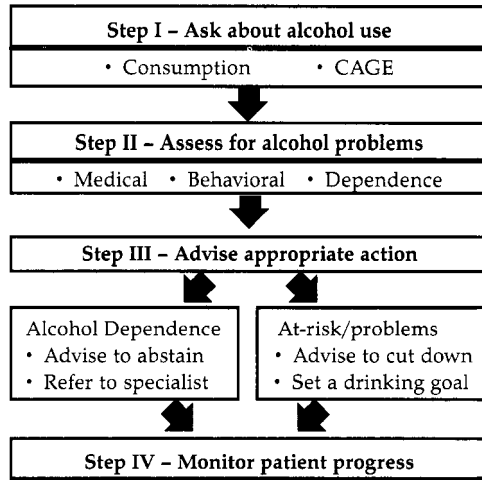 Step I – Ask about alcohol use
• Consumption • CAGE
Step II – Assess for alcohol problems
• Medical • Behavioral • Dependence
Step III – Advise appropriate action
Alcohol Dependence
• Advise to abstain
• Refer to specialist
At-risk/problems
• Advise to cut down
• Set a drinking goal
Step IV – Monitor patient progress